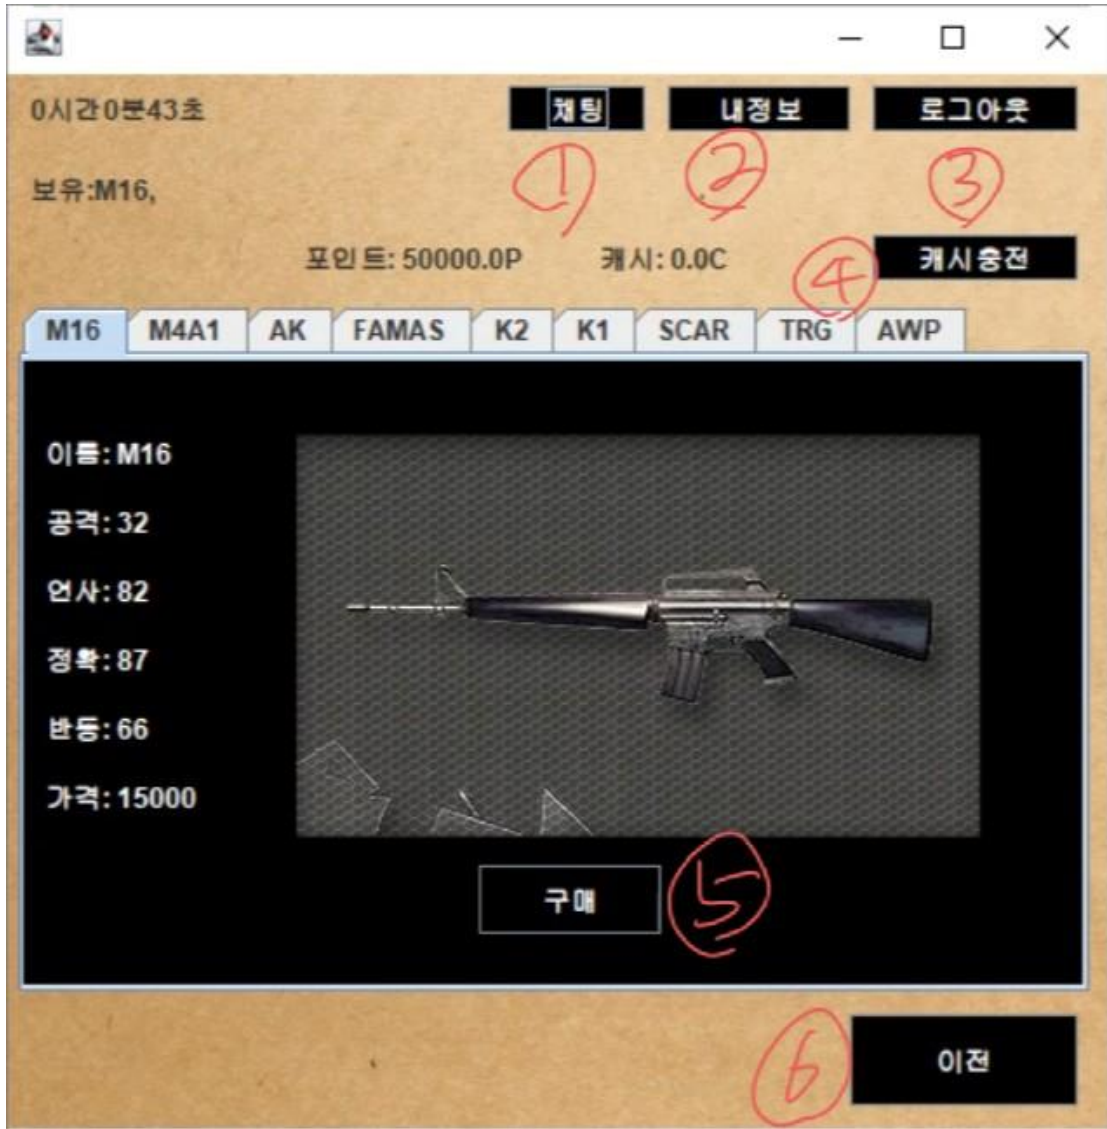 0시간0분43초 채팅 내정보 로그아웃
① ② ③
보유:M16,
포인트: 50000.0P 캐시: 0.0C ④ 캐시충전
M16 M4A1 AK FAMAS K2 K1 SCAR TRG AWP
이름: M16
공격: 32
연사: 82
정확: 87
반동: 66
가격: 15000
구매 ⑤
⑥ 이전